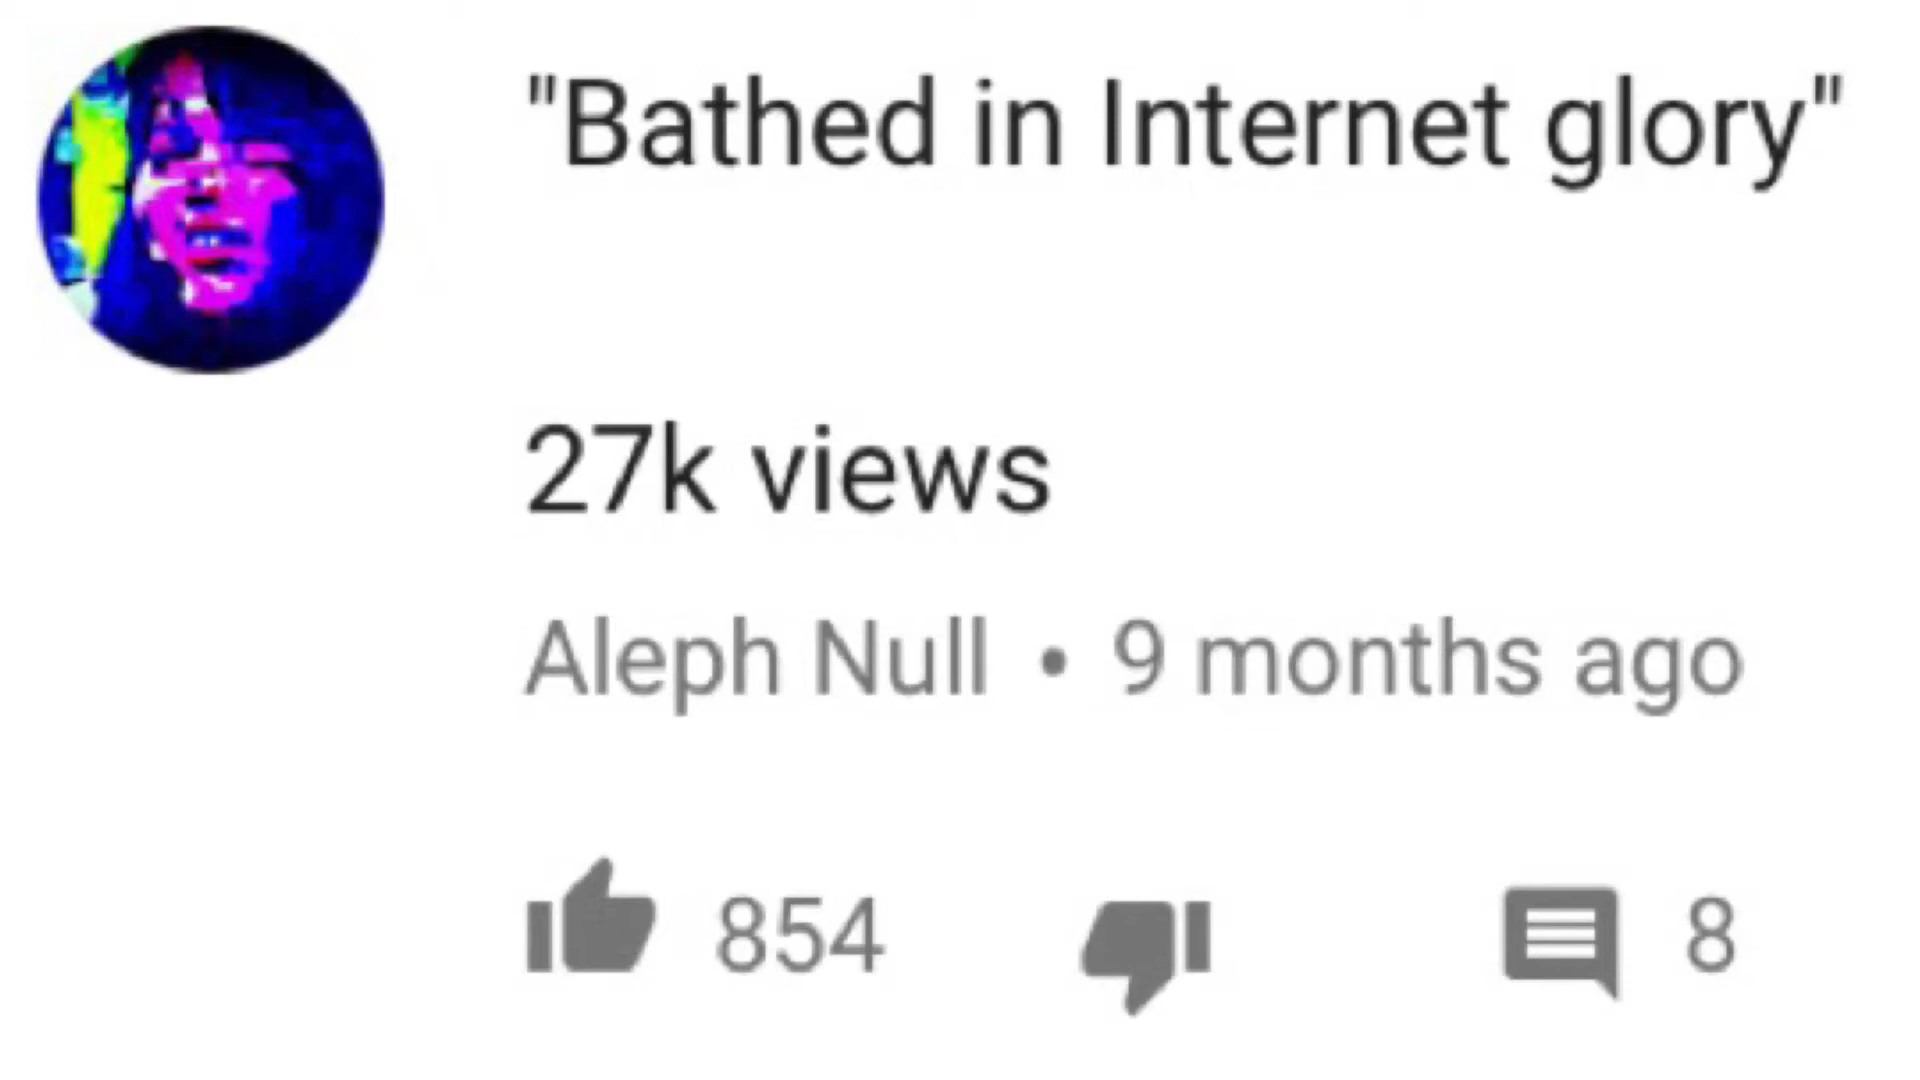 "Bathed in Internet glory"
27k views
Aleph Null • 9 months ago
854 8